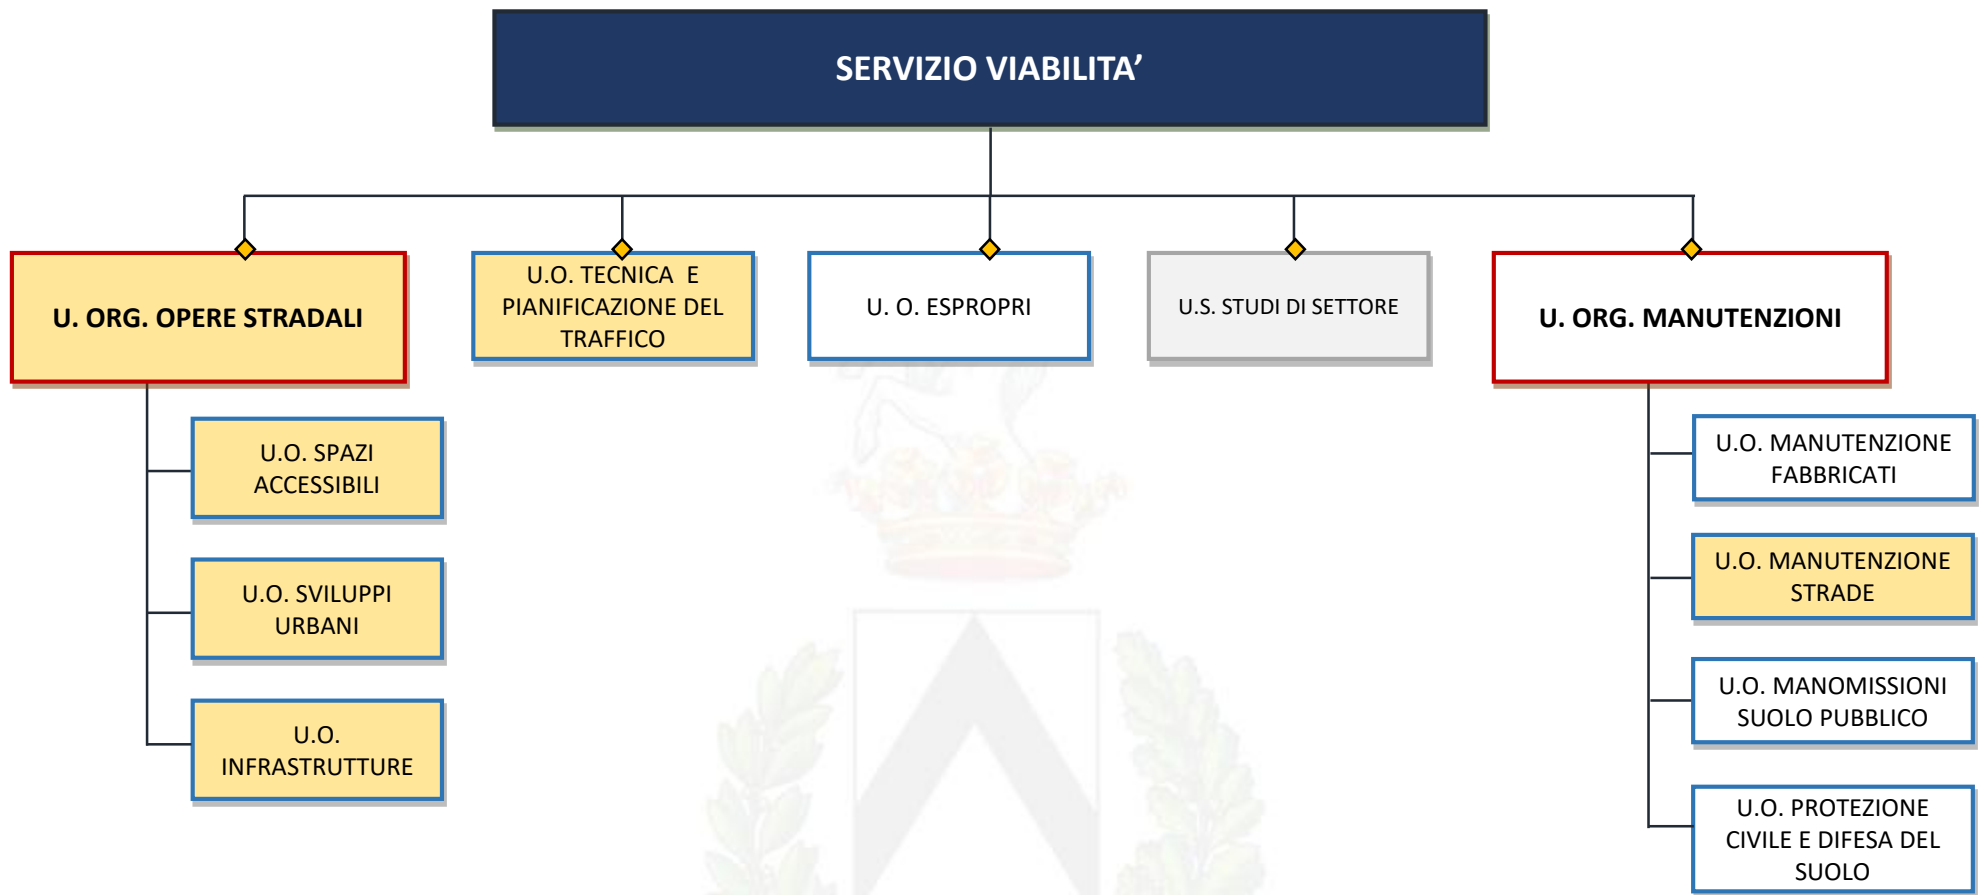 SERVIZIO VIABILITA’
U. ORG. OPERE STRADALI
U.O. TECNICA E
PIANIFICAZIONE DEL
TRAFFICO
U. O. ESPROPRI
U.S. STUDI DI SETTORE
U. ORG. MANUTENZIONI
U.O. SPAZI
ACCESSIBILI
U.O. SVILUPPI
URBANI
U.O.
INFRASTRUTTURE
U.O. MANUTENZIONE
FABBRICATI
U.O. MANUTENZIONE
STRADE
U.O. MANOMISSIONI
SUOLO PUBBLICO
U.O. PROTEZIONE
CIVILE E DIFESA DEL
SUOLO